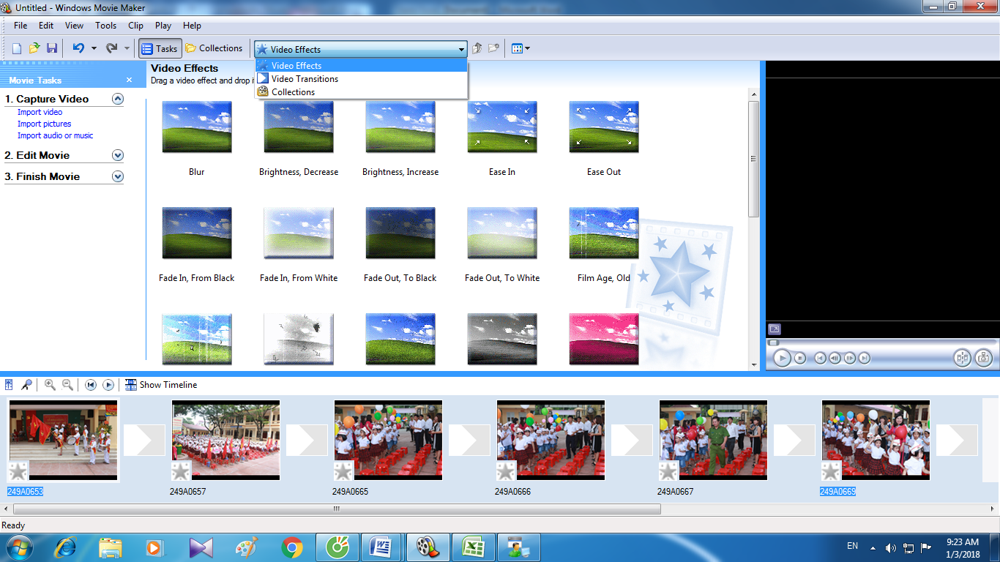 Untitled - Windows Movie Maker
File Edit View Tools Clip Play Help
Tasks Collections Video Effects
Video Effects
Video Transitions
Collections
Movie Tasks
1. Capture Video
Import video
Import pictures
Import audio or music
2. Edit Movie
3. Finish Movie
Video Effects
Drag a video effect and drop
Blur Brightness, Decrease Brightness, Increase Ease In Ease Out
Fade In, From Black Fade In, From White Fade Out, To Black Fade Out, To White Film Age, Old
Show Timeline
249A0653 249A0657 249A0665 249A0666 249A0667 249A0669
Ready
EN
9:23 AM
1/3/2018